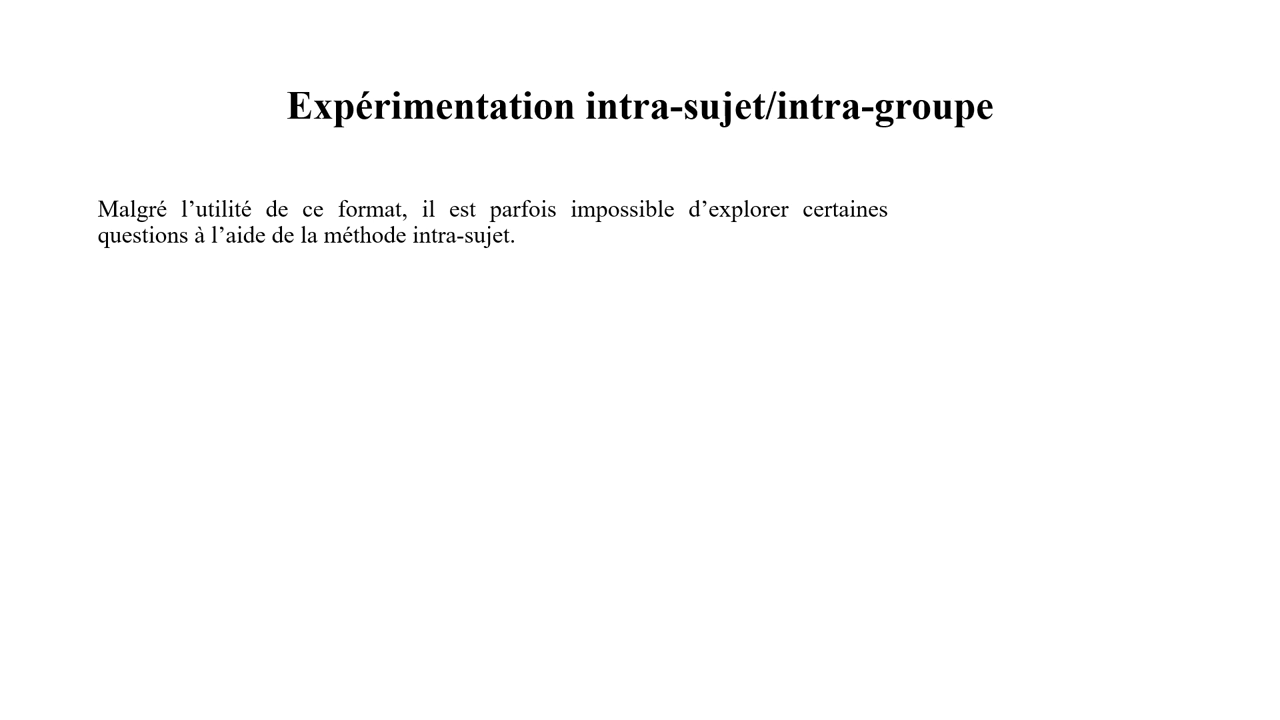 Expérimentation intra-sujet/intra-groupe
Malgré l’utilité de ce format, il est parfois impossible d’explorer certaines
questions à l’aide de la méthode intra-sujet.